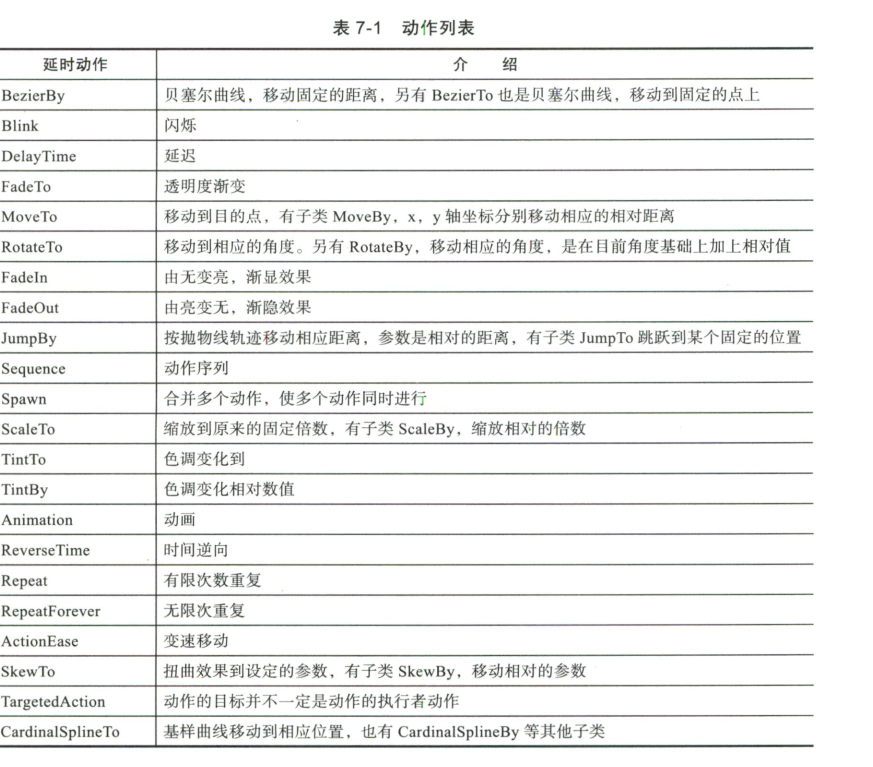 表 7-1 动作列表
延时动作 介 绍
BezierBy 贝塞尔曲线，移动固定的距离，另有 BezierTo 也是贝塞尔曲线，移动到固定的点上
Blink 闪烁
DelayTime 延迟
FadeTo 透明度渐变
MoveTo 移动到目的点，有子类 MoveBy，x，y 轴坐标分别移动相应的相对距离
RotateTo 移动到相应的角度。另有 RotateBy，移动相应的角度，是在目前角度基础上加上相对值
FadeIn 由无变亮，渐显效果
FadeOut 由亮变无，渐隐效果
JumpBy 按抛物线轨迹移动相应距离，参数是相对的距离，有子类 JumpTo 跳跃到某个固定的位置
Sequence 动作序列
Spawn 合并多个动作，使多个动作同时进行
ScaleTo 缩放到原来的固定倍数，有子类 ScaleBy，缩放相对的倍数
TintTo 色调变化到
TintBy 色调变化相对数值
Animation 动画
ReverseTime 时间逆向
Repeat 有限次数重复
RepeatForever 无限次重复
ActionEase 变速移动
SkewTo 扭曲效果到设定的参数，有子类 SkewBy，移动相对的参数
TargetedAction 动作的目标并不一定是动作的执行者动作
CardinalSplineTo 基样曲线移动到相应位置，也有 CardinalSplineBy 等其他子类